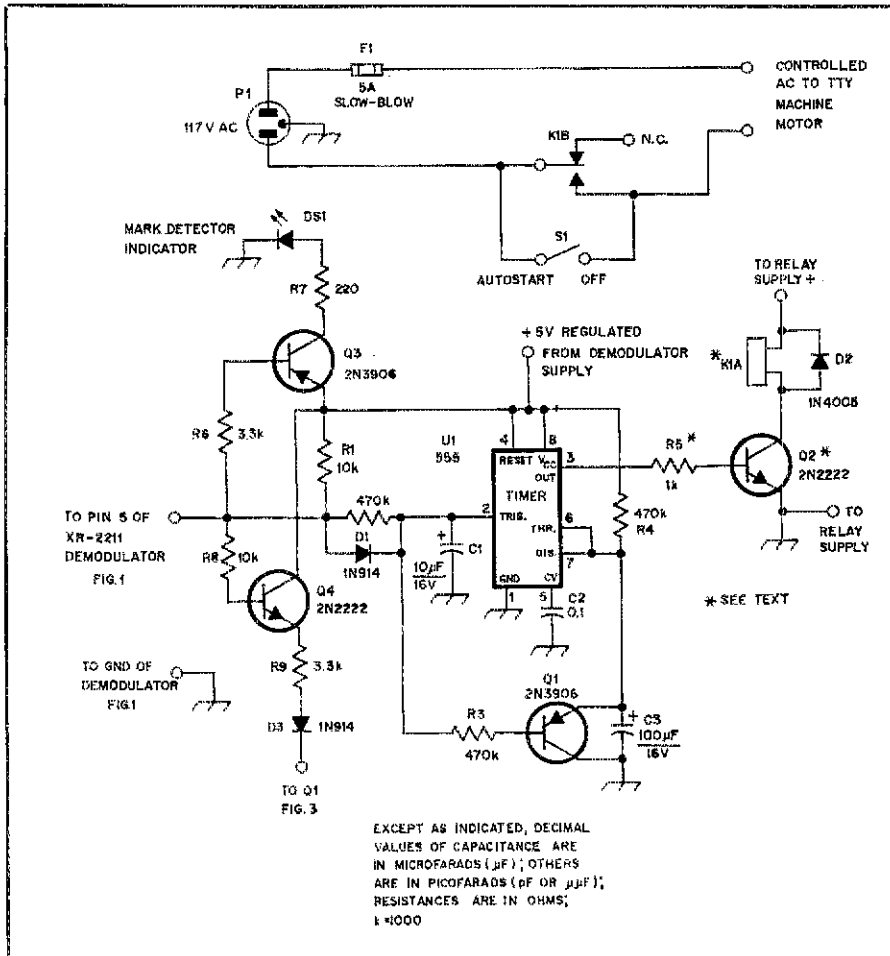 F1
5A
SLOW-BLOW
P1
117V AC
CONTROLLED
AC TO TTY
MACHINE
MOTOR
K1B
N.C.
S1
AUTOSTART OFF
MARK DETECTOR
INDICATOR
DS1
R7 220
Q3
2N3906
+5V REGULATED
FROM DEMODULATOR
SUPPLY
TO RELAY
SUPPLY +
*K1A
D2
1N4005
R6 3.3k
R1
10k
U1
555
4 8
RESET VCC
3
OUT
TIMER
2
TRIG.
6
THR.
DIS.
7
GND CV
1 5
R5*
1k
Q2*
2N2222
470k
R4
TO PIN 5 OF
XR-2211
DEMODULATOR
FIG.1
470k
D1
1N914
+
C1
10µF
16V
R8 10k
Q4
2N2222
C2
0.1
TO
RELAY
SUPPLY
*SEE TEXT
R9 3.3k
TO GND OF
DEMODULATOR
FIG.1
D3 1N914
TO Q1
FIG. 3
R3
470k
Q1
2N3906
+
C3
100µF
16V
EXCEPT AS INDICATED, DECIMAL
VALUES OF CAPACITANCE ARE
IN MICROFARADS (µF); OTHERS
ARE IN PICOFARADS (pF OR µµF);
RESISTANCES ARE IN OHMS;
k=1000